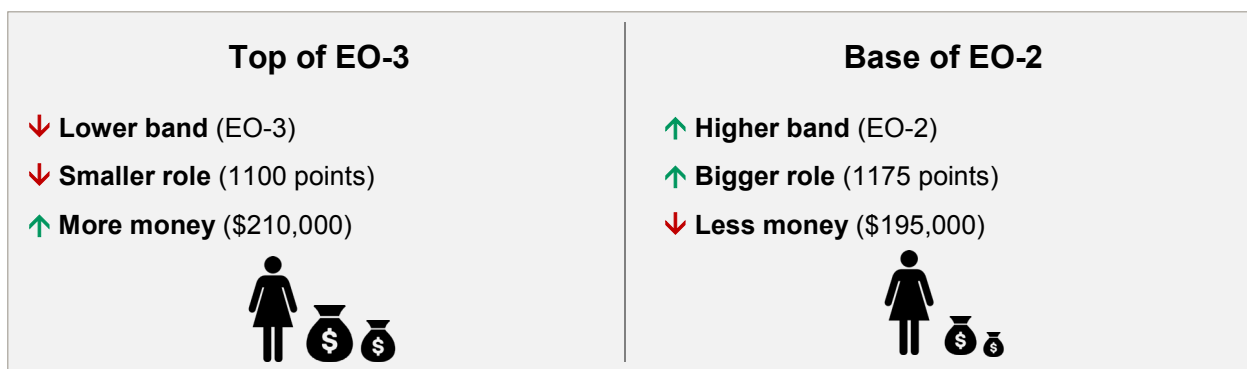 Top of EO-3
↓ Lower band (EO-3)
↓ Smaller role (1100 points)
↑ More money ($210,000)
$ $
Base of EO-2
↑ Higher band (EO-2)
↑ Bigger role (1175 points)
↓ Less money ($195,000)
$ $